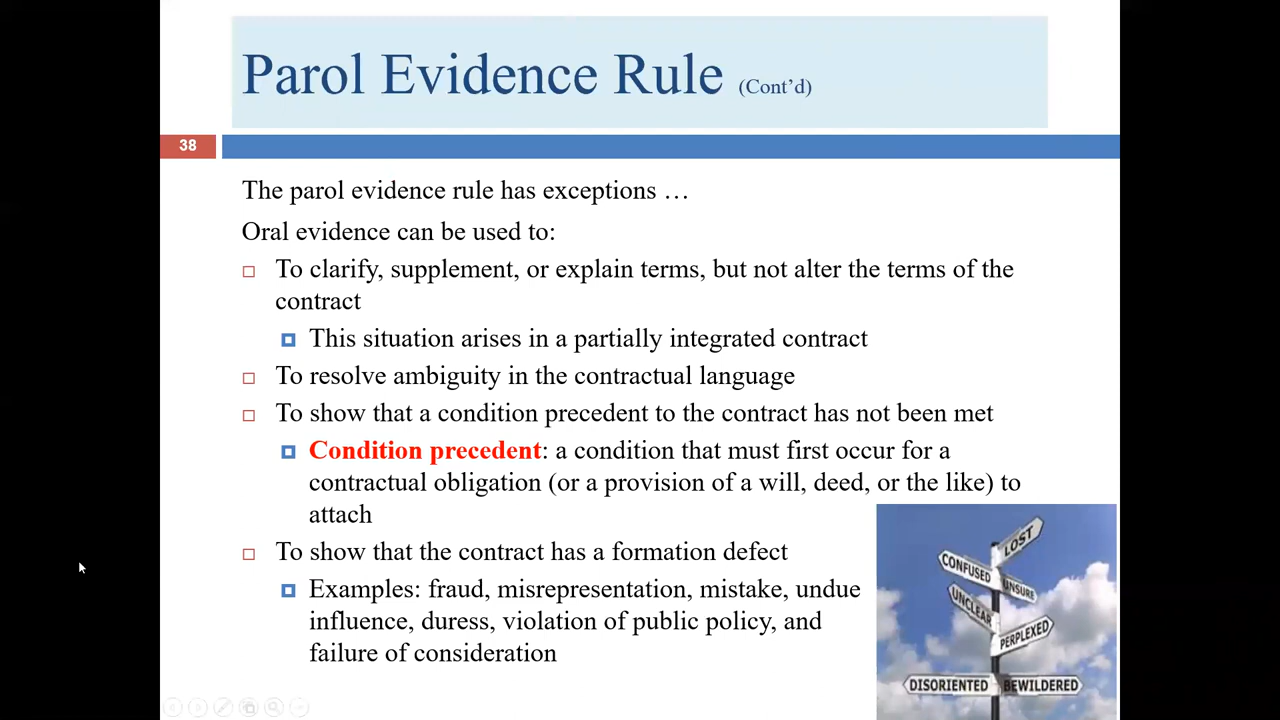 Parol Evidence Rule (Cont’d)
38
The parol evidence rule has exceptions …
Oral evidence can be used to:
To clarify, supplement, or explain terms, but not alter the terms of the
contract
This situation arises in a partially integrated contract
To resolve ambiguity in the contractual language
To show that a condition precedent to the contract has not been met
Condition precedent: a condition that must first occur for a
contractual obligation (or a provision of a will, deed, or the like) to
attach
To show that the contract has a formation defect
Examples: fraud, misrepresentation, mistake, undue
influence, duress, violation of public policy, and
failure of consideration
LOST
CONFUSED
UNSURE
UNCLEAR
PERPLEXED
DISORIENTED
BEWILDERED